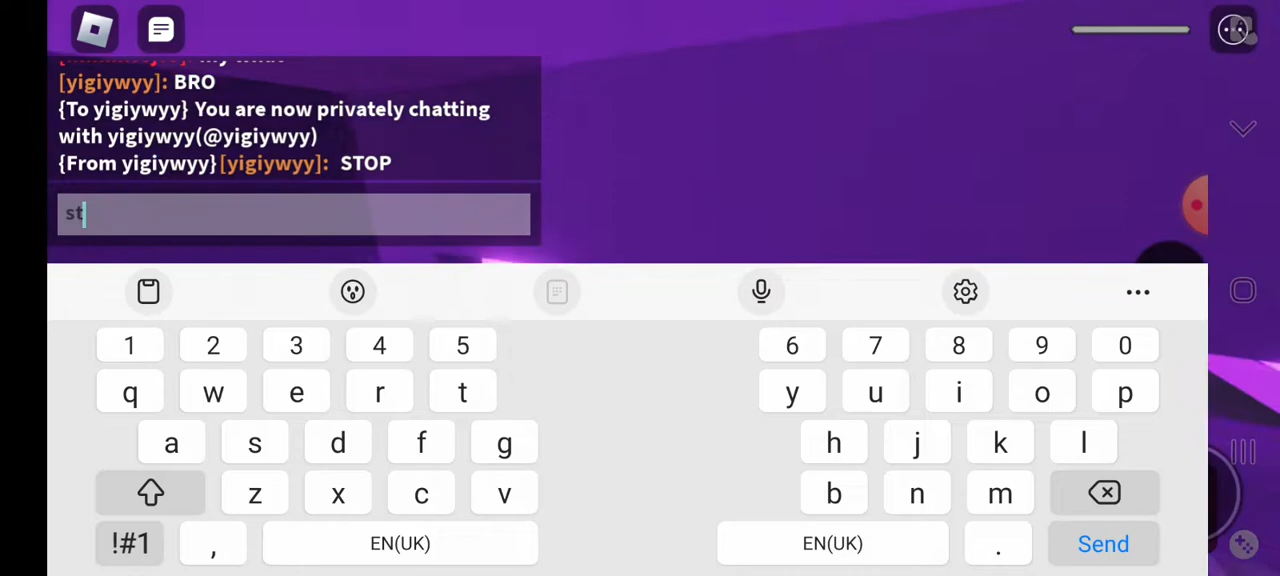 [yigiywyy]: BRO
{To yigiywyy} You are now privately chatting
with yigiywyy(@yigiywyy)
{From yigiywyy}[yigiywyy]: STOP
st
1 2 3 4 5 6 7 8 9 0
q w e r t y u i o p
a s d f g h j k l
z x c v b n m
!#1 , EN(UK) EN(UK) . Send